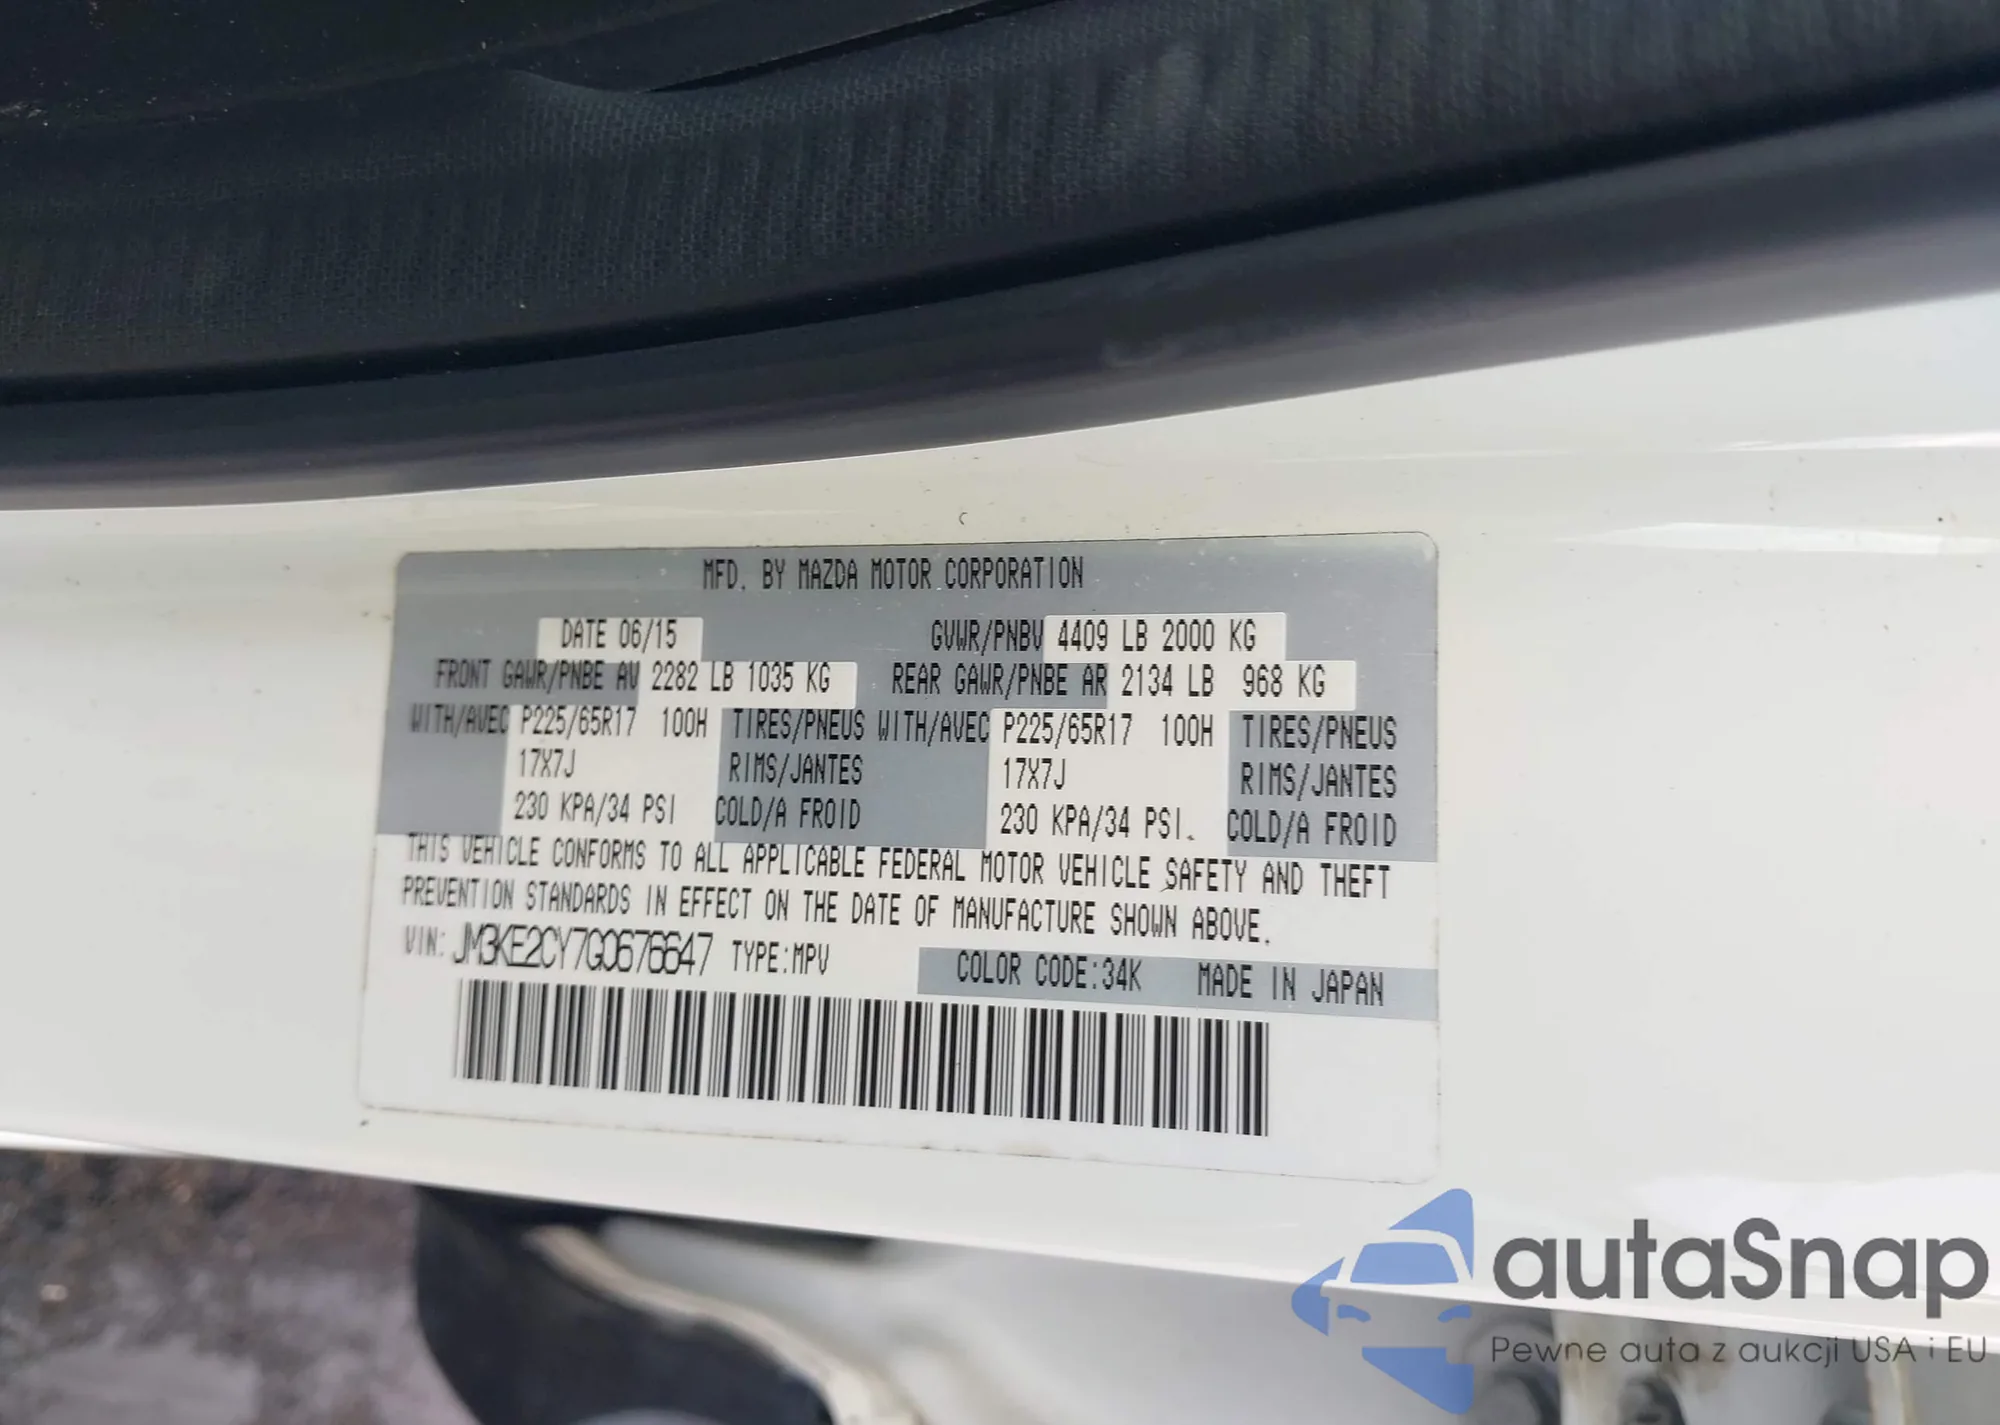 MFD. BY MAZDA MOTOR CORPORATION
DATE 06/15 GVWR/PNBV 4409 LB 2000 KG
FRONT GAWR/PNBE AV 2282 LB 1035 KG REAR GAWR/PNBE AR 2134 LB 968 KG
WITH/AVEC P225/65R17 100H TIRES/PNEUS WITH/AVEC P225/65R17 100H TIRES/PNEUS
17X7J RIMS/JANTES 17X7J RIMS/JANTES
230 KPA/34 PSI COLD/A FROID 230 KPA/34 PSI. COLD/A FROID
THIS VEHICLE CONFORMS TO ALL APPLICABLE FEDERAL MOTOR VEHICLE SAFETY AND THEFT
PREVENTION STANDARDS IN EFFECT ON THE DATE OF MANUFACTURE SHOWN ABOVE.
VIN: JM3KE2CY7G0676647 TYPE:MPV COLOR CODE:34K MADE IN JAPAN
autaSnap
Pewne auta z aukcji USA i EU